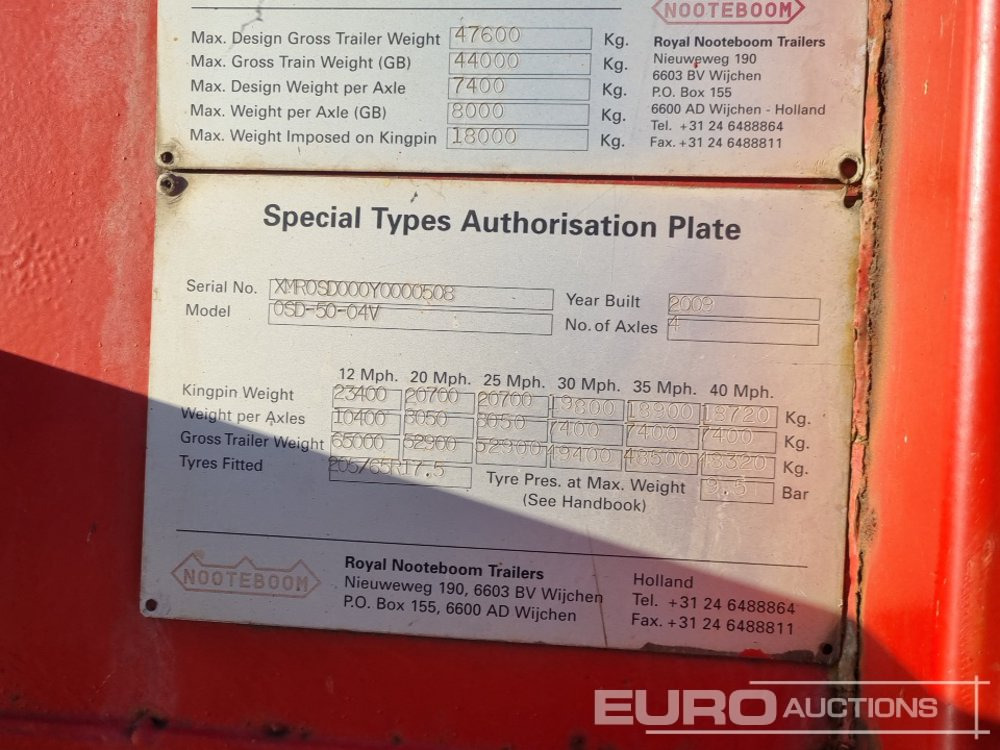 NOOTEBOOM
Max. Design Gross Trailer Weight 47600 Kg.
Max. Gross Train Weight (GB) 44000 Kg.
Max. Design Weight per Axle 7400 Kg.
Max. Weight per Axle (GB) 8000 Kg.
Max. Weight Imposed on Kingpin 18000 Kg.
Royal Nooteboom Trailers
Nieuweweg 190
6603 BV Wijchen
P.O. Box 155
6600 AD Wijchen - Holland
Tel. +31 24 6488864
Fax. +31 24 6488811
Special Types Authorisation Plate
Serial No. XMR0SD000Y0000508 Year Built 2009
Model OSD-50-04V No. of Axles 4
12 Mph. 20 Mph. 25 Mph. 30 Mph. 35 Mph. 40 Mph.
Kingpin Weight 23400 20700 20700 19800 18900 18720 Kg.
Weight per Axles 10400 8050 8050 7400 7400 7400 Kg.
Gross Trailer Weight 65000 52900 52900 49400 48500 48320 Kg.
Tyres Fitted 205/65R17.5 Tyre Pres. at Max. Weight 9.5 Bar
(See Handbook)
NOOTEBOOM
Royal Nooteboom Trailers
Nieuweweg 190, 6603 BV Wijchen
P.O. Box 155, 6600 AD Wijchen
Holland
Tel. +31 24 6488864
Fax. +31 24 6488811
EURO AUCTIONS